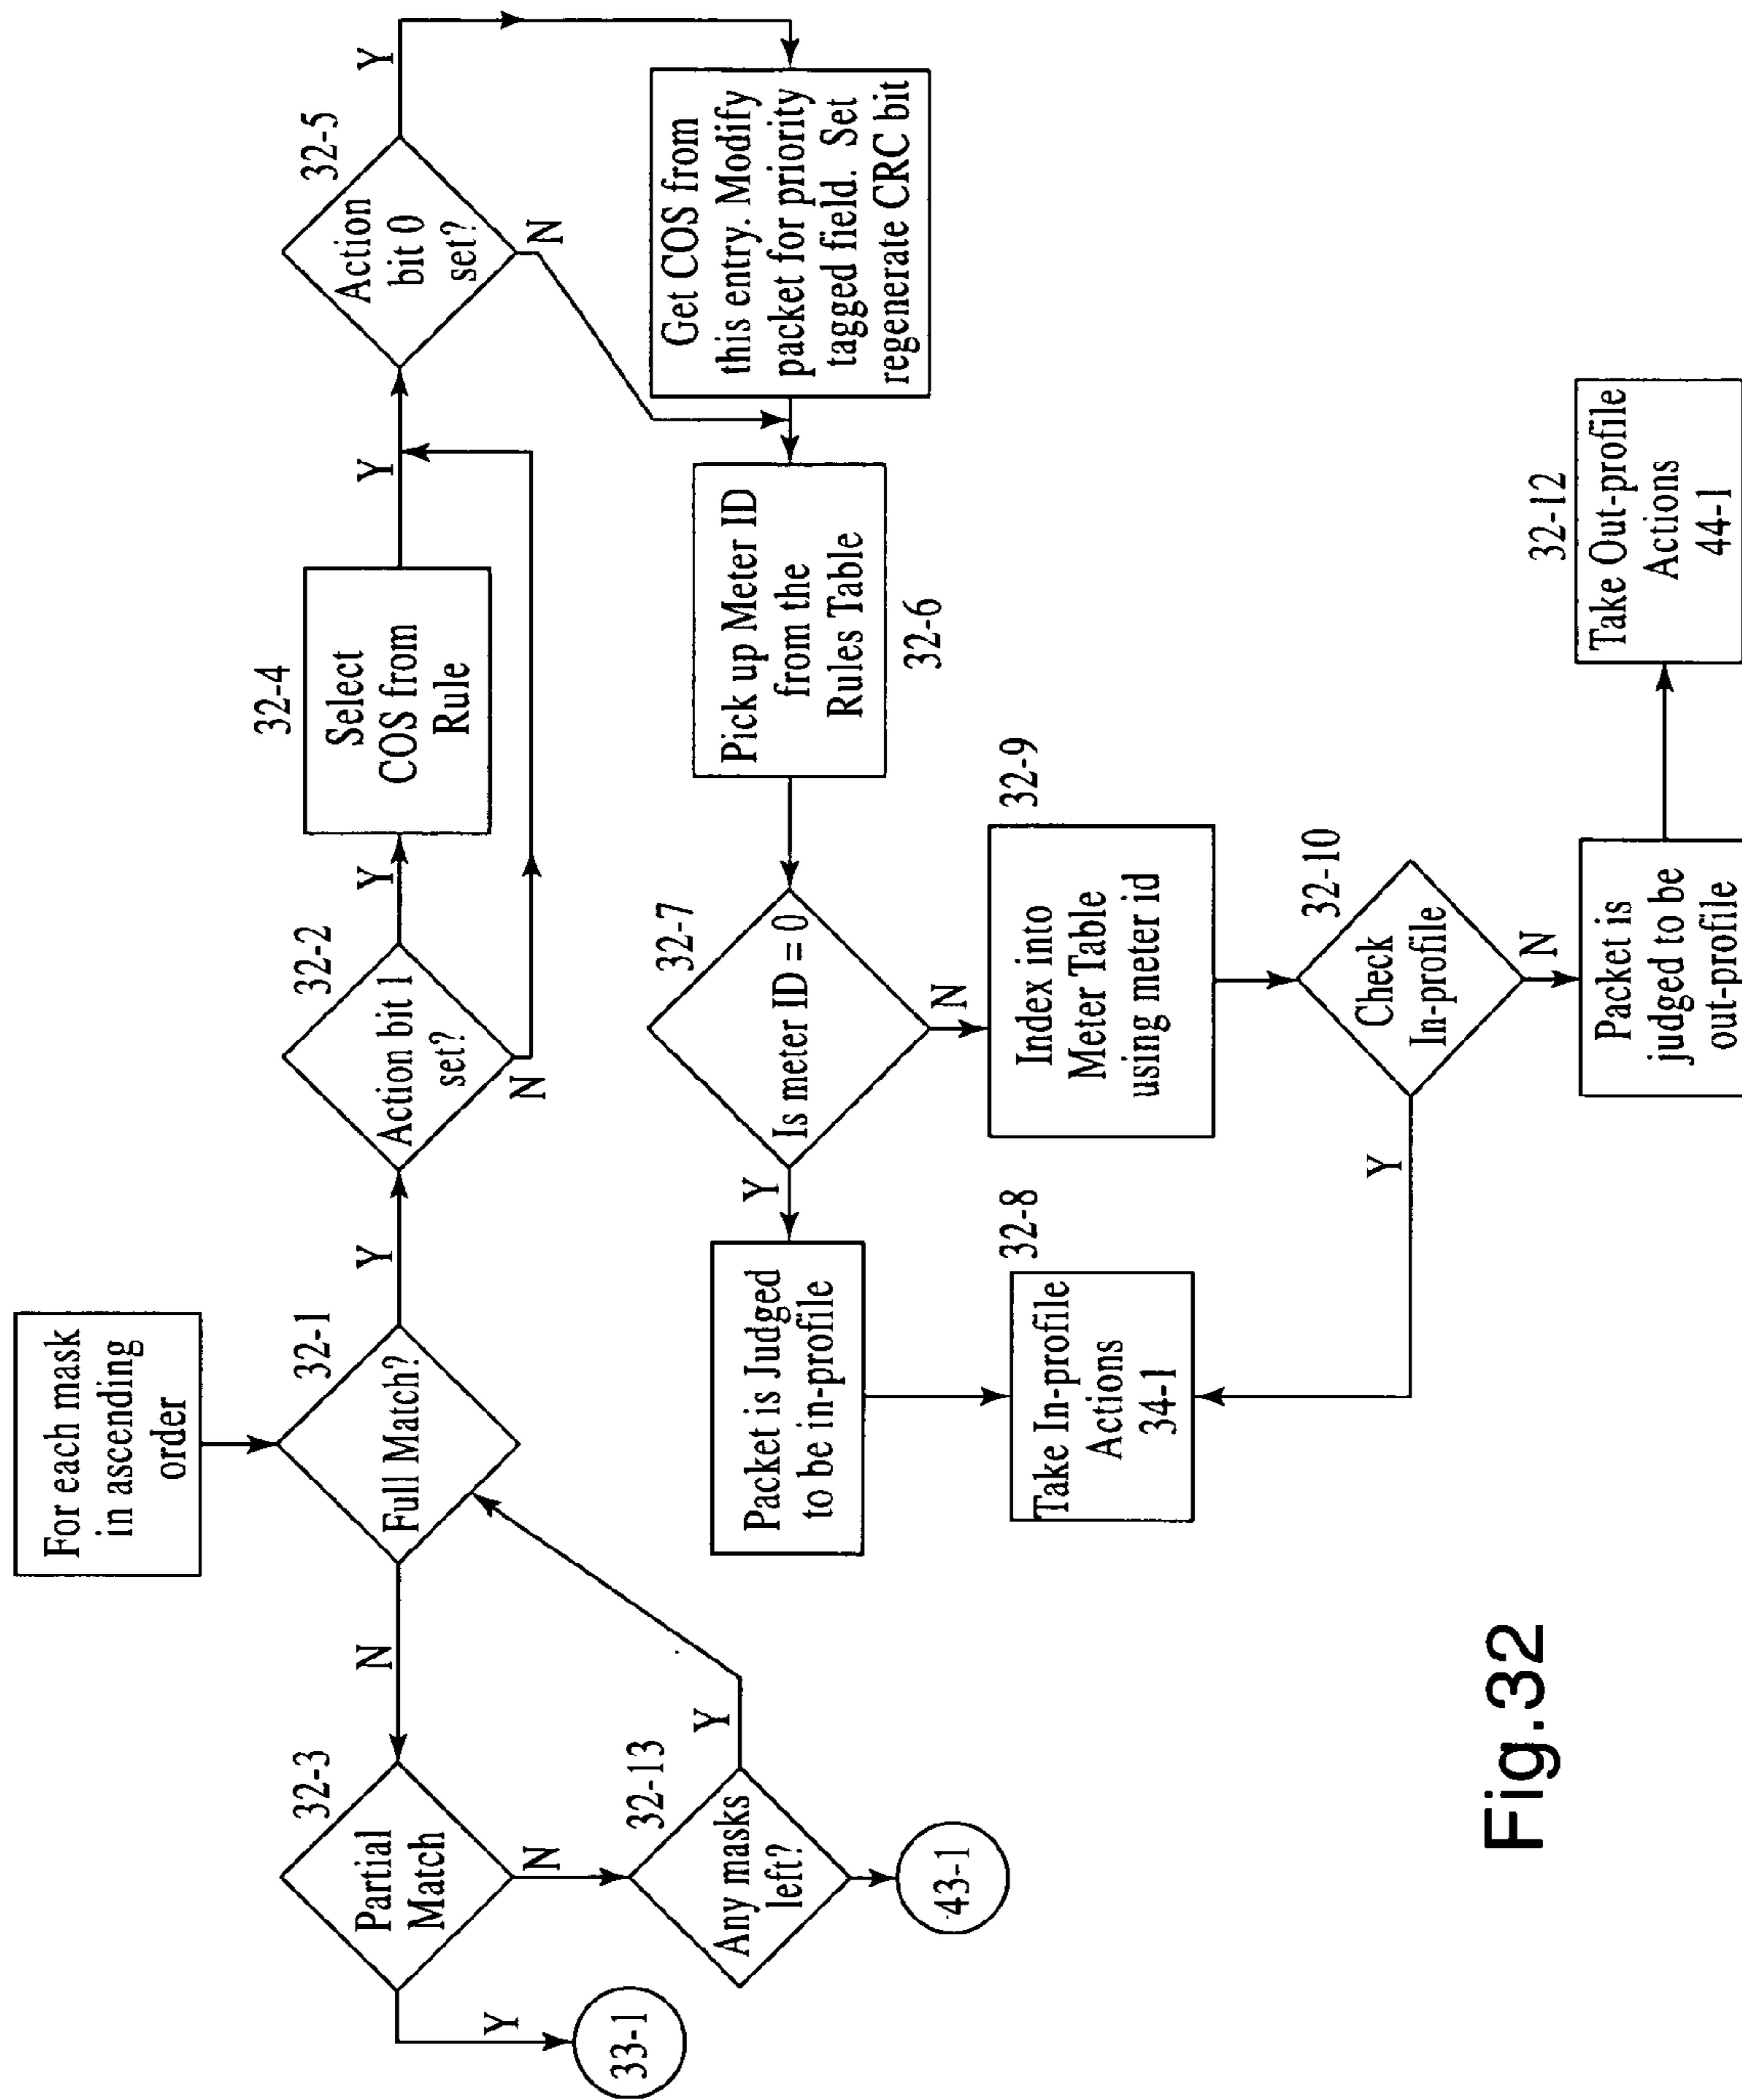 For each mask
in ascending
order
32-1
Full Match?
Y
N
32-2
Action bit 1
set?
Y
N
32-4
Select
COS from
Rule
Y
32-5
Action
bit 0
set?
Y
N
Get COS from
this entry. Modify
packet for priority
tagged field. Set
regenerate CRC bit
32-3
Partial
Match
Y
N
33-1
32-13
Any masks
left?
Y
43-1
Pick up Meter ID
from the
Rules Table
32-6
32-7
Is meter ID = 0
Y
N
Packet is Judged
to be in-profile
32-8
Take In-profile
Actions
34-1
32-9
Index into
Meter Table
using meter id
32-10
Check
In-profile
Y
N
Packet is
judged to be
out-profile
32-12
Take Out-profile
Actions
44-1
Fig.32